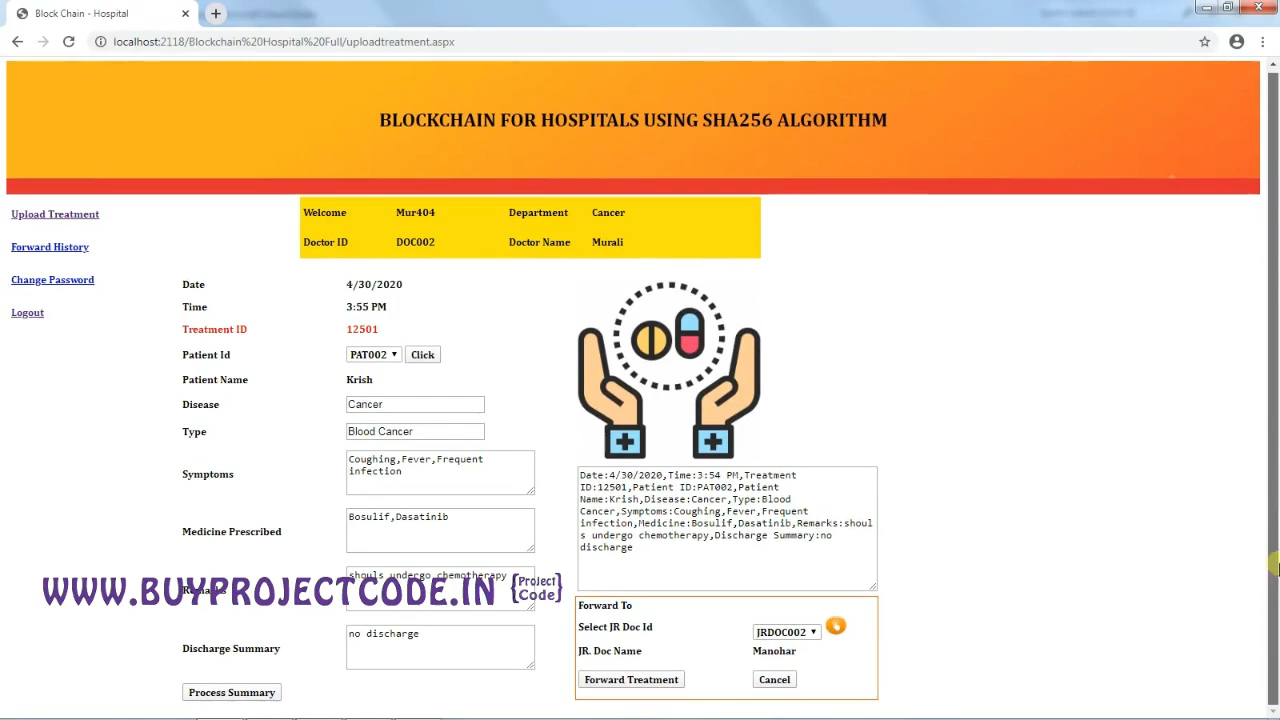 Block Chain - Hospital
localhost:2118/Blockchain%20Hospital%20Full/uploadtreatment.aspx
BLOCKCHAIN FOR HOSPITALS USING SHA256 ALGORITHM
Upload Treatment
Forward History
Change Password
Logout
Welcome Mur404 Department Cancer
Doctor ID DOC002 Doctor Name Murali
Date 4/30/2020
Time 3:55 PM
Treatment ID 12501
Patient Id PAT002 Click
Patient Name Krish
Disease Cancer
Type Blood Cancer
Symptoms Coughing,Fever,Frequent
infection
Medicine Prescribed Bosulif,Dasatinib
shouls undergo chemotherapy
WWW.BUYPROJECTCODE.IN {Project
Code}
Discharge Summary no discharge
Process Summary
Date:4/30/2020,Time:3:54 PM,Treatment
ID:12501,Patient ID:PAT002,Patient
Name:Krish,Disease:Cancer,Type:Blood
Cancer,Symptoms:Coughing,Fever,Frequent
infection,Medicine:Bosulif,Dasatinib,Remarks:shoul
s undergo chemotherapy,Discharge Summary:no
discharge
Forward To
Select JR Doc Id JRDOC002
JR. Doc Name Manohar
Forward Treatment Cancel